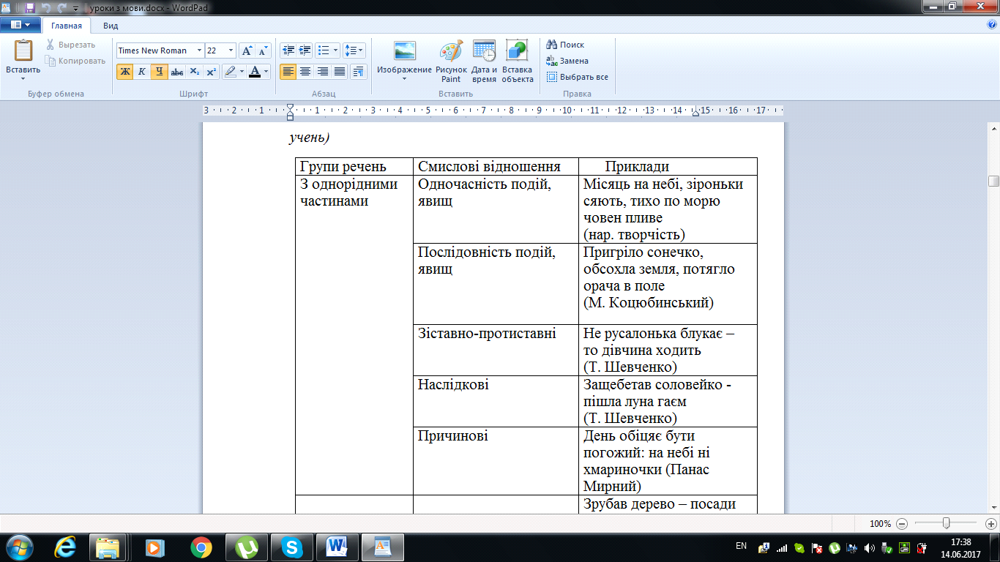 уроки з мови.docx - WordPad
Главная
Вид
Вставить
Вырезать
Копировать
Буфер обмена
Times New Roman
22
Ж К Ч abc X₂ X²
Шрифт
Абзац
Изображение
Рисунок Paint
Дата и время
Вставка объекта
Вставить
Поиск
Замена
Выбрать все
Правка
3 2 1 1 2 3 4 5 6 7 8 9 10 11 12 13 14 15 16 17
учень)
Групи речень
Смислові відношення
Приклади
З однорідними
частинами
Одночасність подій,
явищ
Місяць на небі, зіроньки
сяють, тихо по морю
човен пливе
(нар. творчість)
Послідовність подій,
явищ
Пригріло сонечко,
обсохла земля, потягло
орача в поле
(М. Коцюбинський)
Зіставно-протиставні
Не русалонька блукає –
то дівчина ходить
(Т. Шевченко)
Наслідкові
Защебетав соловейко -
пішла луна гаєм
(Т. Шевченко)
Причинові
День обіцяє бути
погожий: на небі ні
хмариночки (Панас
Мирний)
Зрубав дерево – посади
100%
EN
17:38
14.06.2017